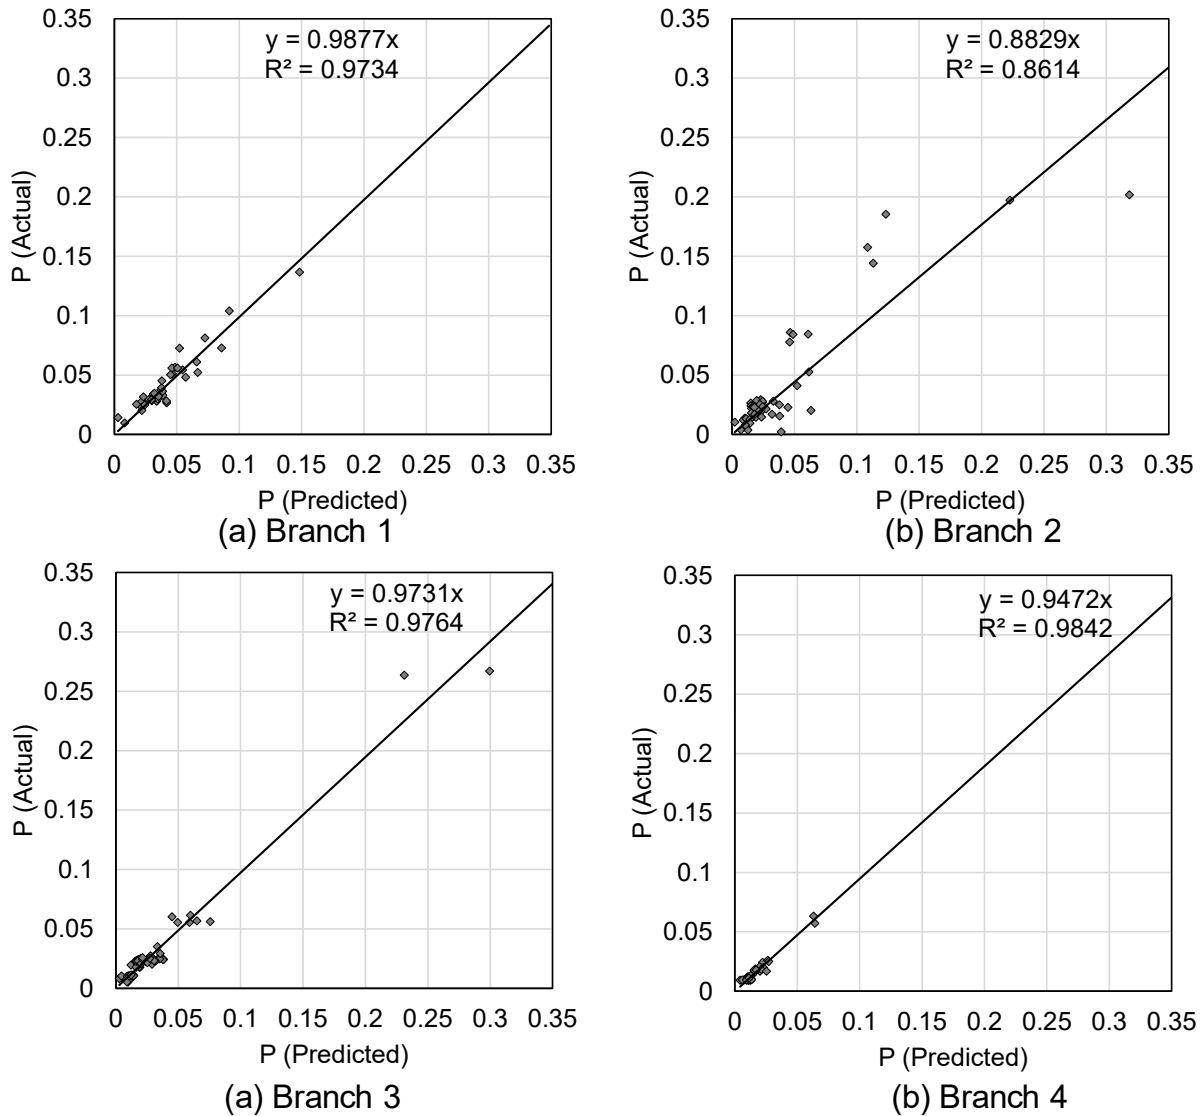 0.35
0.3
0.25
0.2
0.15
0.1
0.05
0
P (Actual)
y = 0.9877x
R² = 0.9734
0 0.05 0.1 0.15 0.2 0.25 0.3 0.35
P (Predicted)
(a) Branch 1
0.35
0.3
0.25
0.2
0.15
0.1
0.05
0
P (Actual)
y = 0.8829x
R² = 0.8614
0 0.05 0.1 0.15 0.2 0.25 0.3 0.35
P (Predicted)
(b) Branch 2
0.35
0.3
0.25
0.2
0.15
0.1
0.05
0
P (Actual)
y = 0.9731x
R² = 0.9764
0 0.05 0.1 0.15 0.2 0.25 0.3 0.35
P (Predicted)
(a) Branch 3
0.35
0.3
0.25
0.2
0.15
0.1
0.05
0
P (Actual)
y = 0.9472x
R² = 0.9842
0 0.05 0.1 0.15 0.2 0.25 0.3 0.35
P (Predicted)
(b) Branch 4